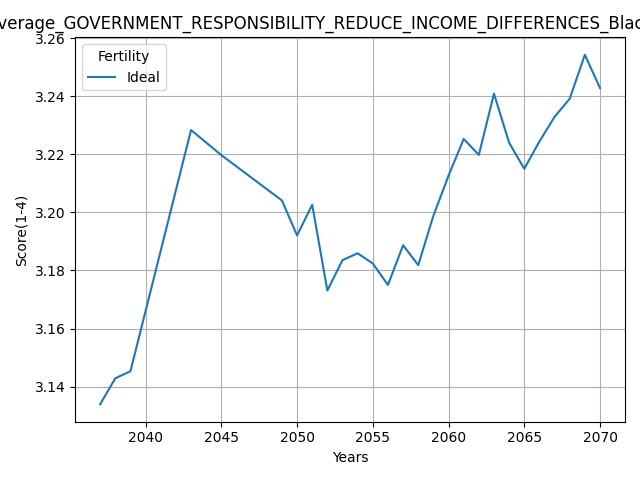 verage_GOVERNMENT_RESPONSIBILITY_REDUCE_INCOME_DIFFERENCES_Blac
3.26
Fertility
Ideal
3.24
3.22
3.20
3.18
3.16
3.14
Score(1-4)
2040 2045 2050 2055 2060 2065 2070
Years